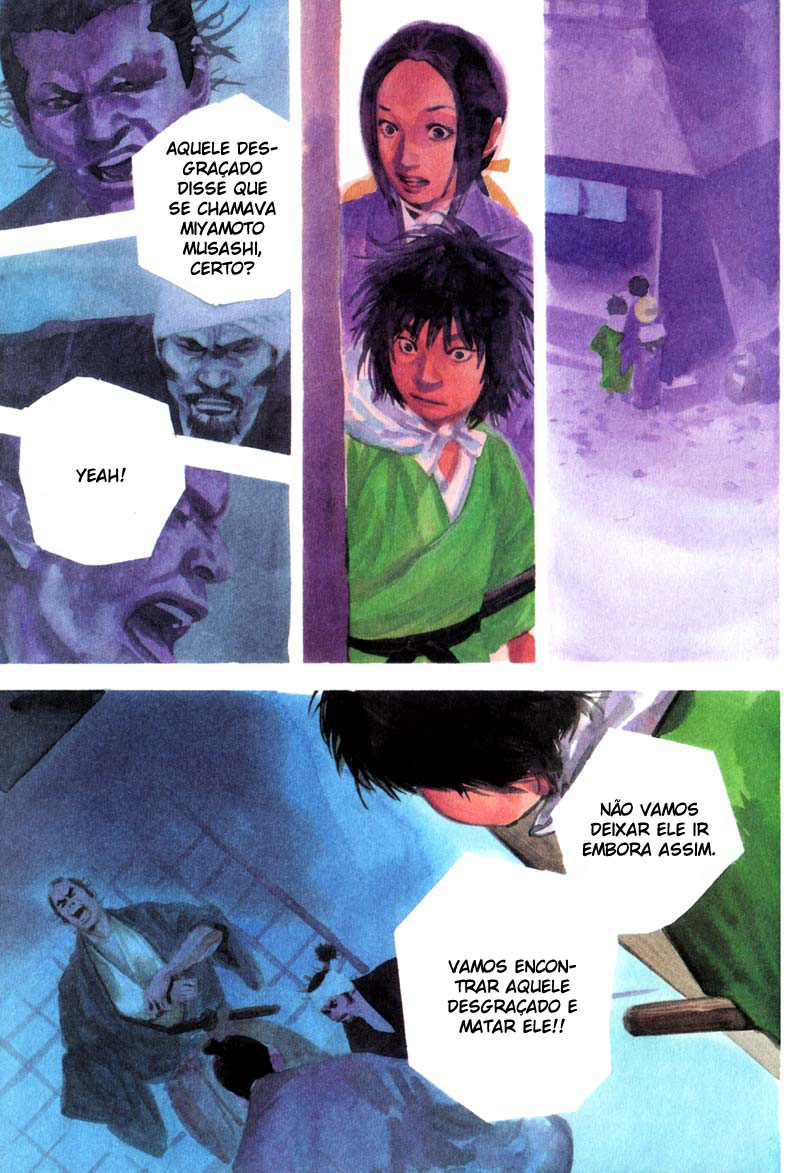 AQUELE DES-
GRAÇADO
DISSE QUE
SE CHAMAVA
MIYAMOTO
MUSASHI,
CERTO?
YEAH!
NÃO VAMOS
DEIXAR ELE IR
EMBORA ASSIM.
VAMOS ENCON-
TRAR AQUELE
DESGRAÇADO E
MATAR ELE!!